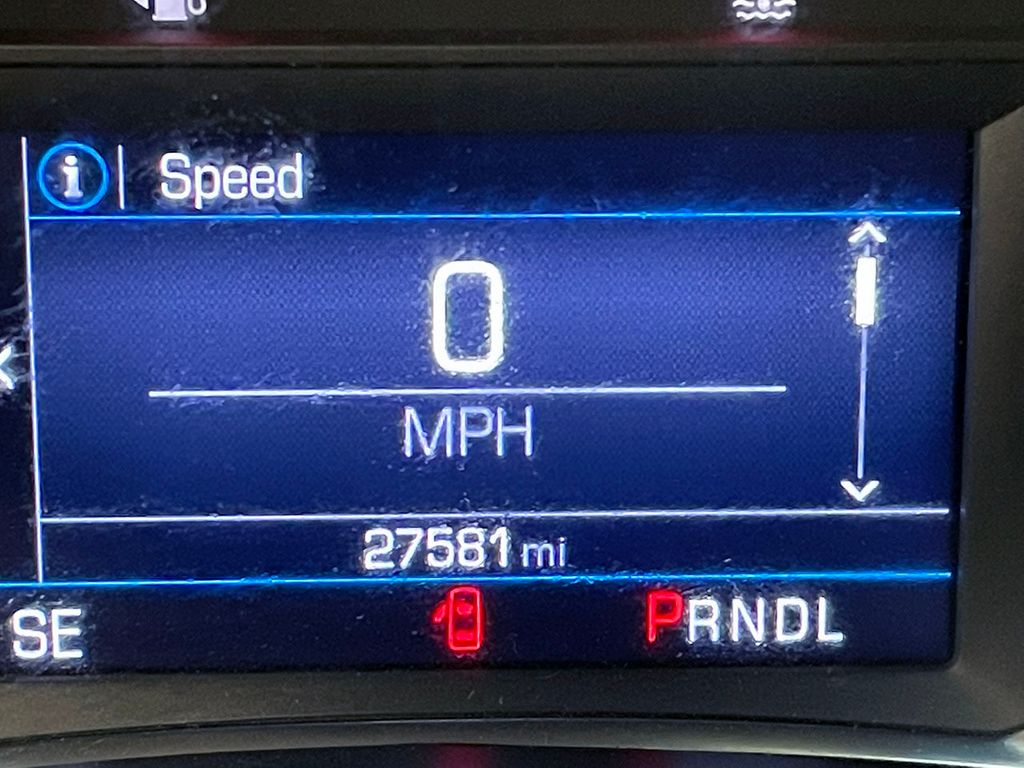 i Speed
0
MPH
27581 mi
SE PRNDL